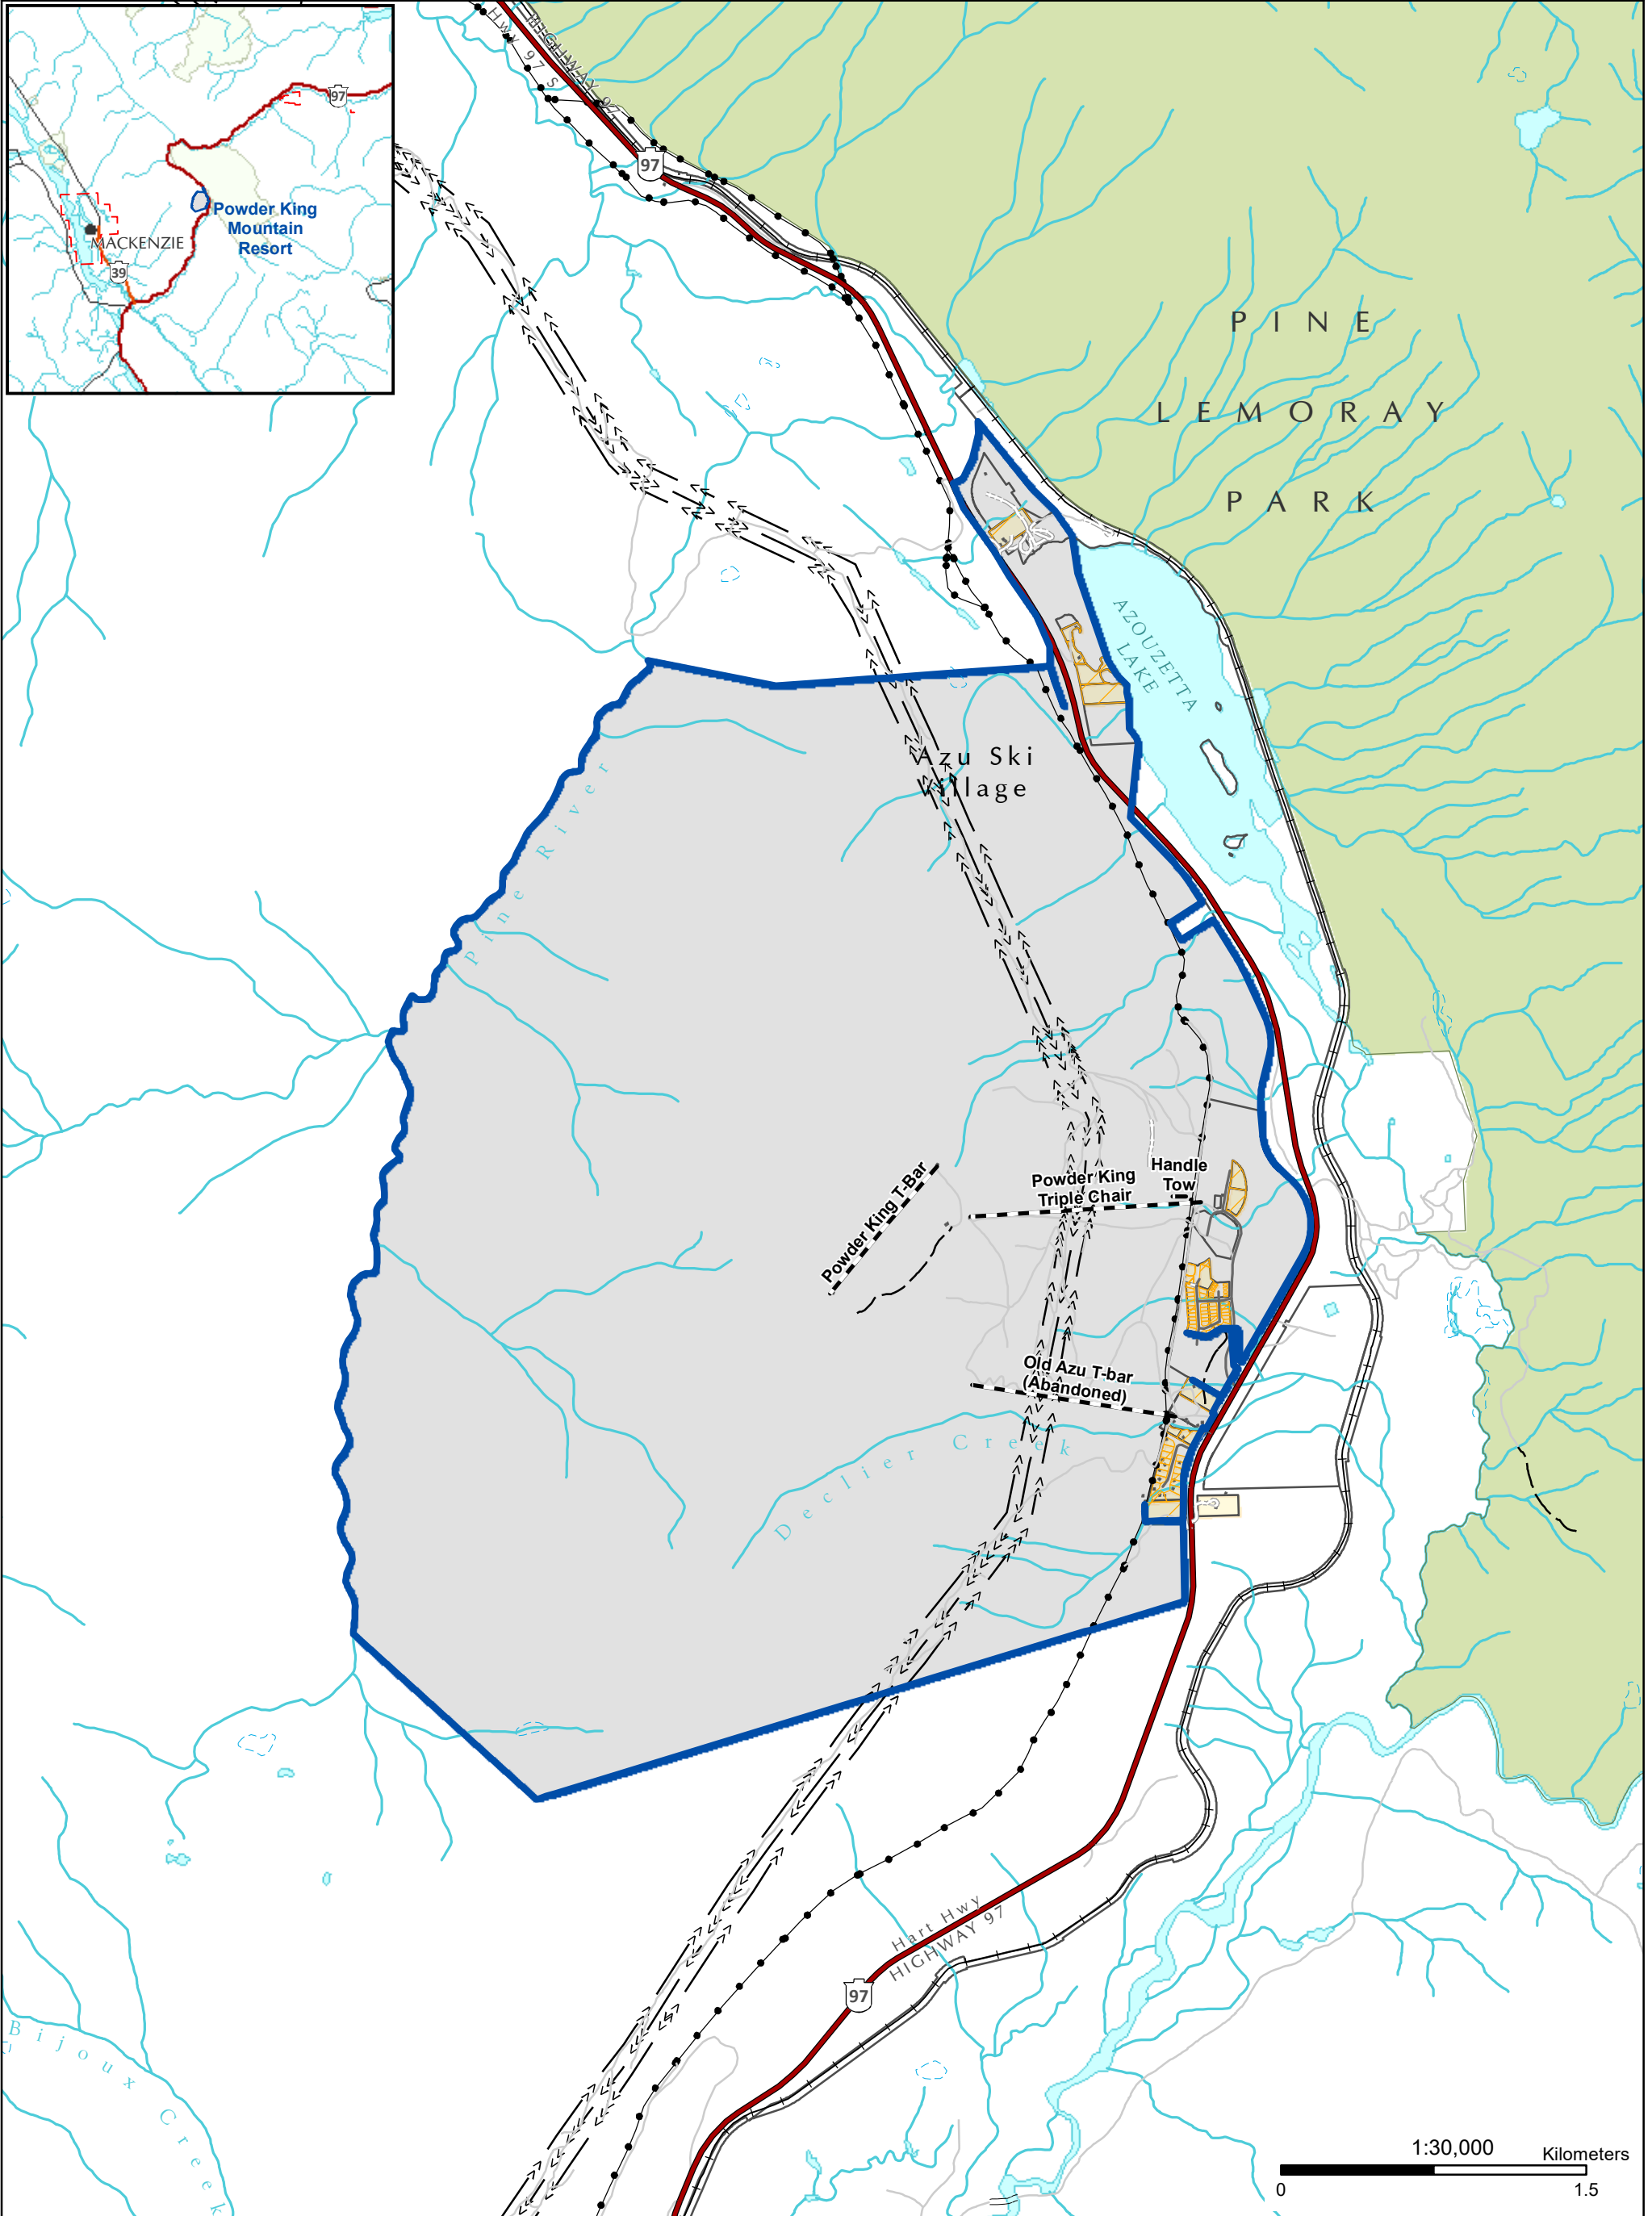 97
Powder King
Mountain
Resort
MACKENZIE
39
HIGHWAY 97
Hwy 97 S
97
PINE
LEMORAY
PARK
AZOUZETTA
LAKE
Azu Ski
Village
Pine River
Powder King T-Bar
Powder King
Triple Chair
Handle
Tow
Old Azu T-bar
(Abandoned)
Declier Creek
Hart Hwy
HIGHWAY 97
97
Bijoux Creek
1:30,000
Kilometers
0
1.5